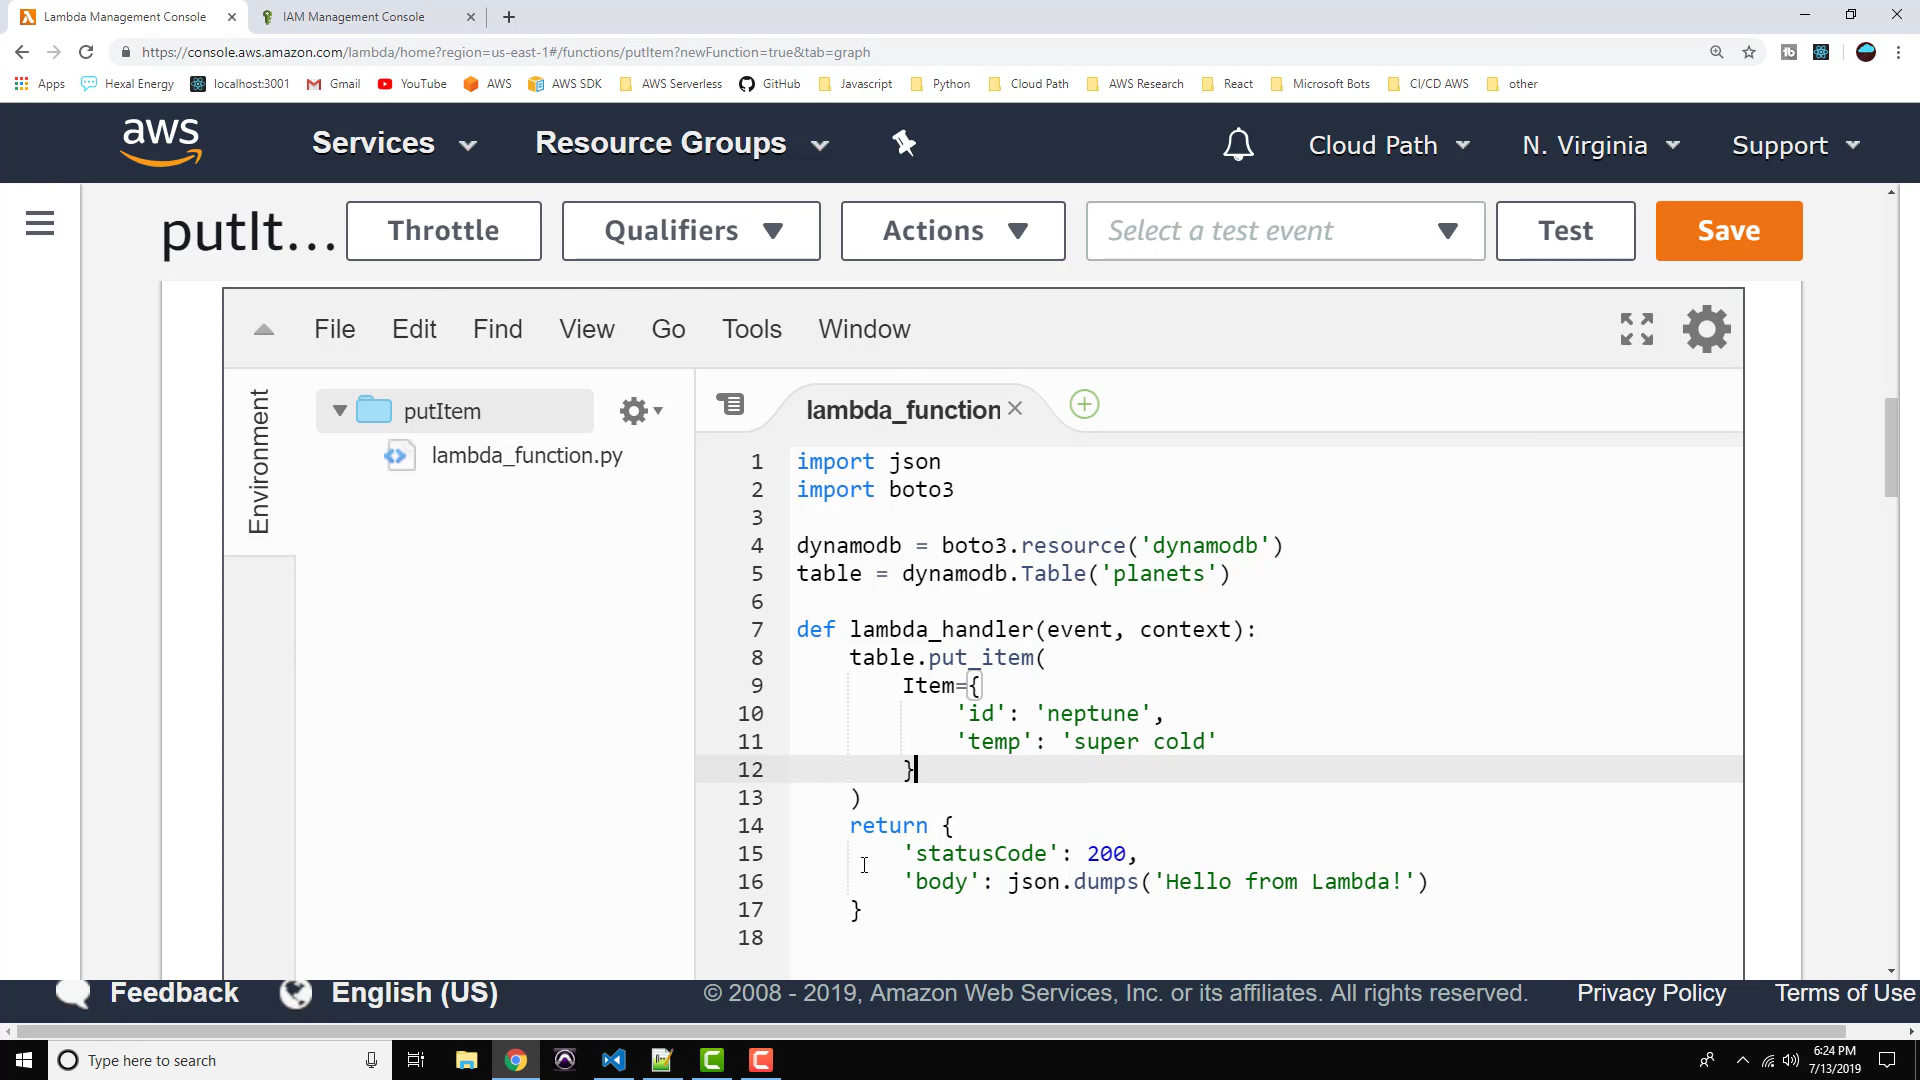 Lambda Management Console
IAM Management Console
https://console.aws.amazon.com/lambda/home?region=us-east-1#/functions/putItem?newFunction=true&tab=graph
Apps Hexal Energy localhost:3001 Gmail YouTube AWS AWS SDK AWS Serverless GitHub Javascript Python Cloud Path AWS Research React Microsoft Bots CI/CD AWS other
aws Services Resource Groups Cloud Path N. Virginia Support
putIt... Throttle Qualifiers Actions Select a test event Test Save
File Edit Find View Go Tools Window
Environment
putItem
lambda_function.py
lambda_function
1 import json
2 import boto3
3
4 dynamodb = boto3.resource('dynamodb')
5 table = dynamodb.Table('planets')
6
7 def lambda_handler(event, context):
8 table.put_item(
9 Item={
10 'id': 'neptune',
11 'temp': 'super cold'
12 }
13 )
14 return {
15 'statusCode': 200,
16 'body': json.dumps('Hello from Lambda!')
17 }
18
Feedback English (US) © 2008 - 2019, Amazon Web Services, Inc. or its affiliates. All rights reserved. Privacy Policy Terms of Use
Type here to search
6:24 PM
7/13/2019